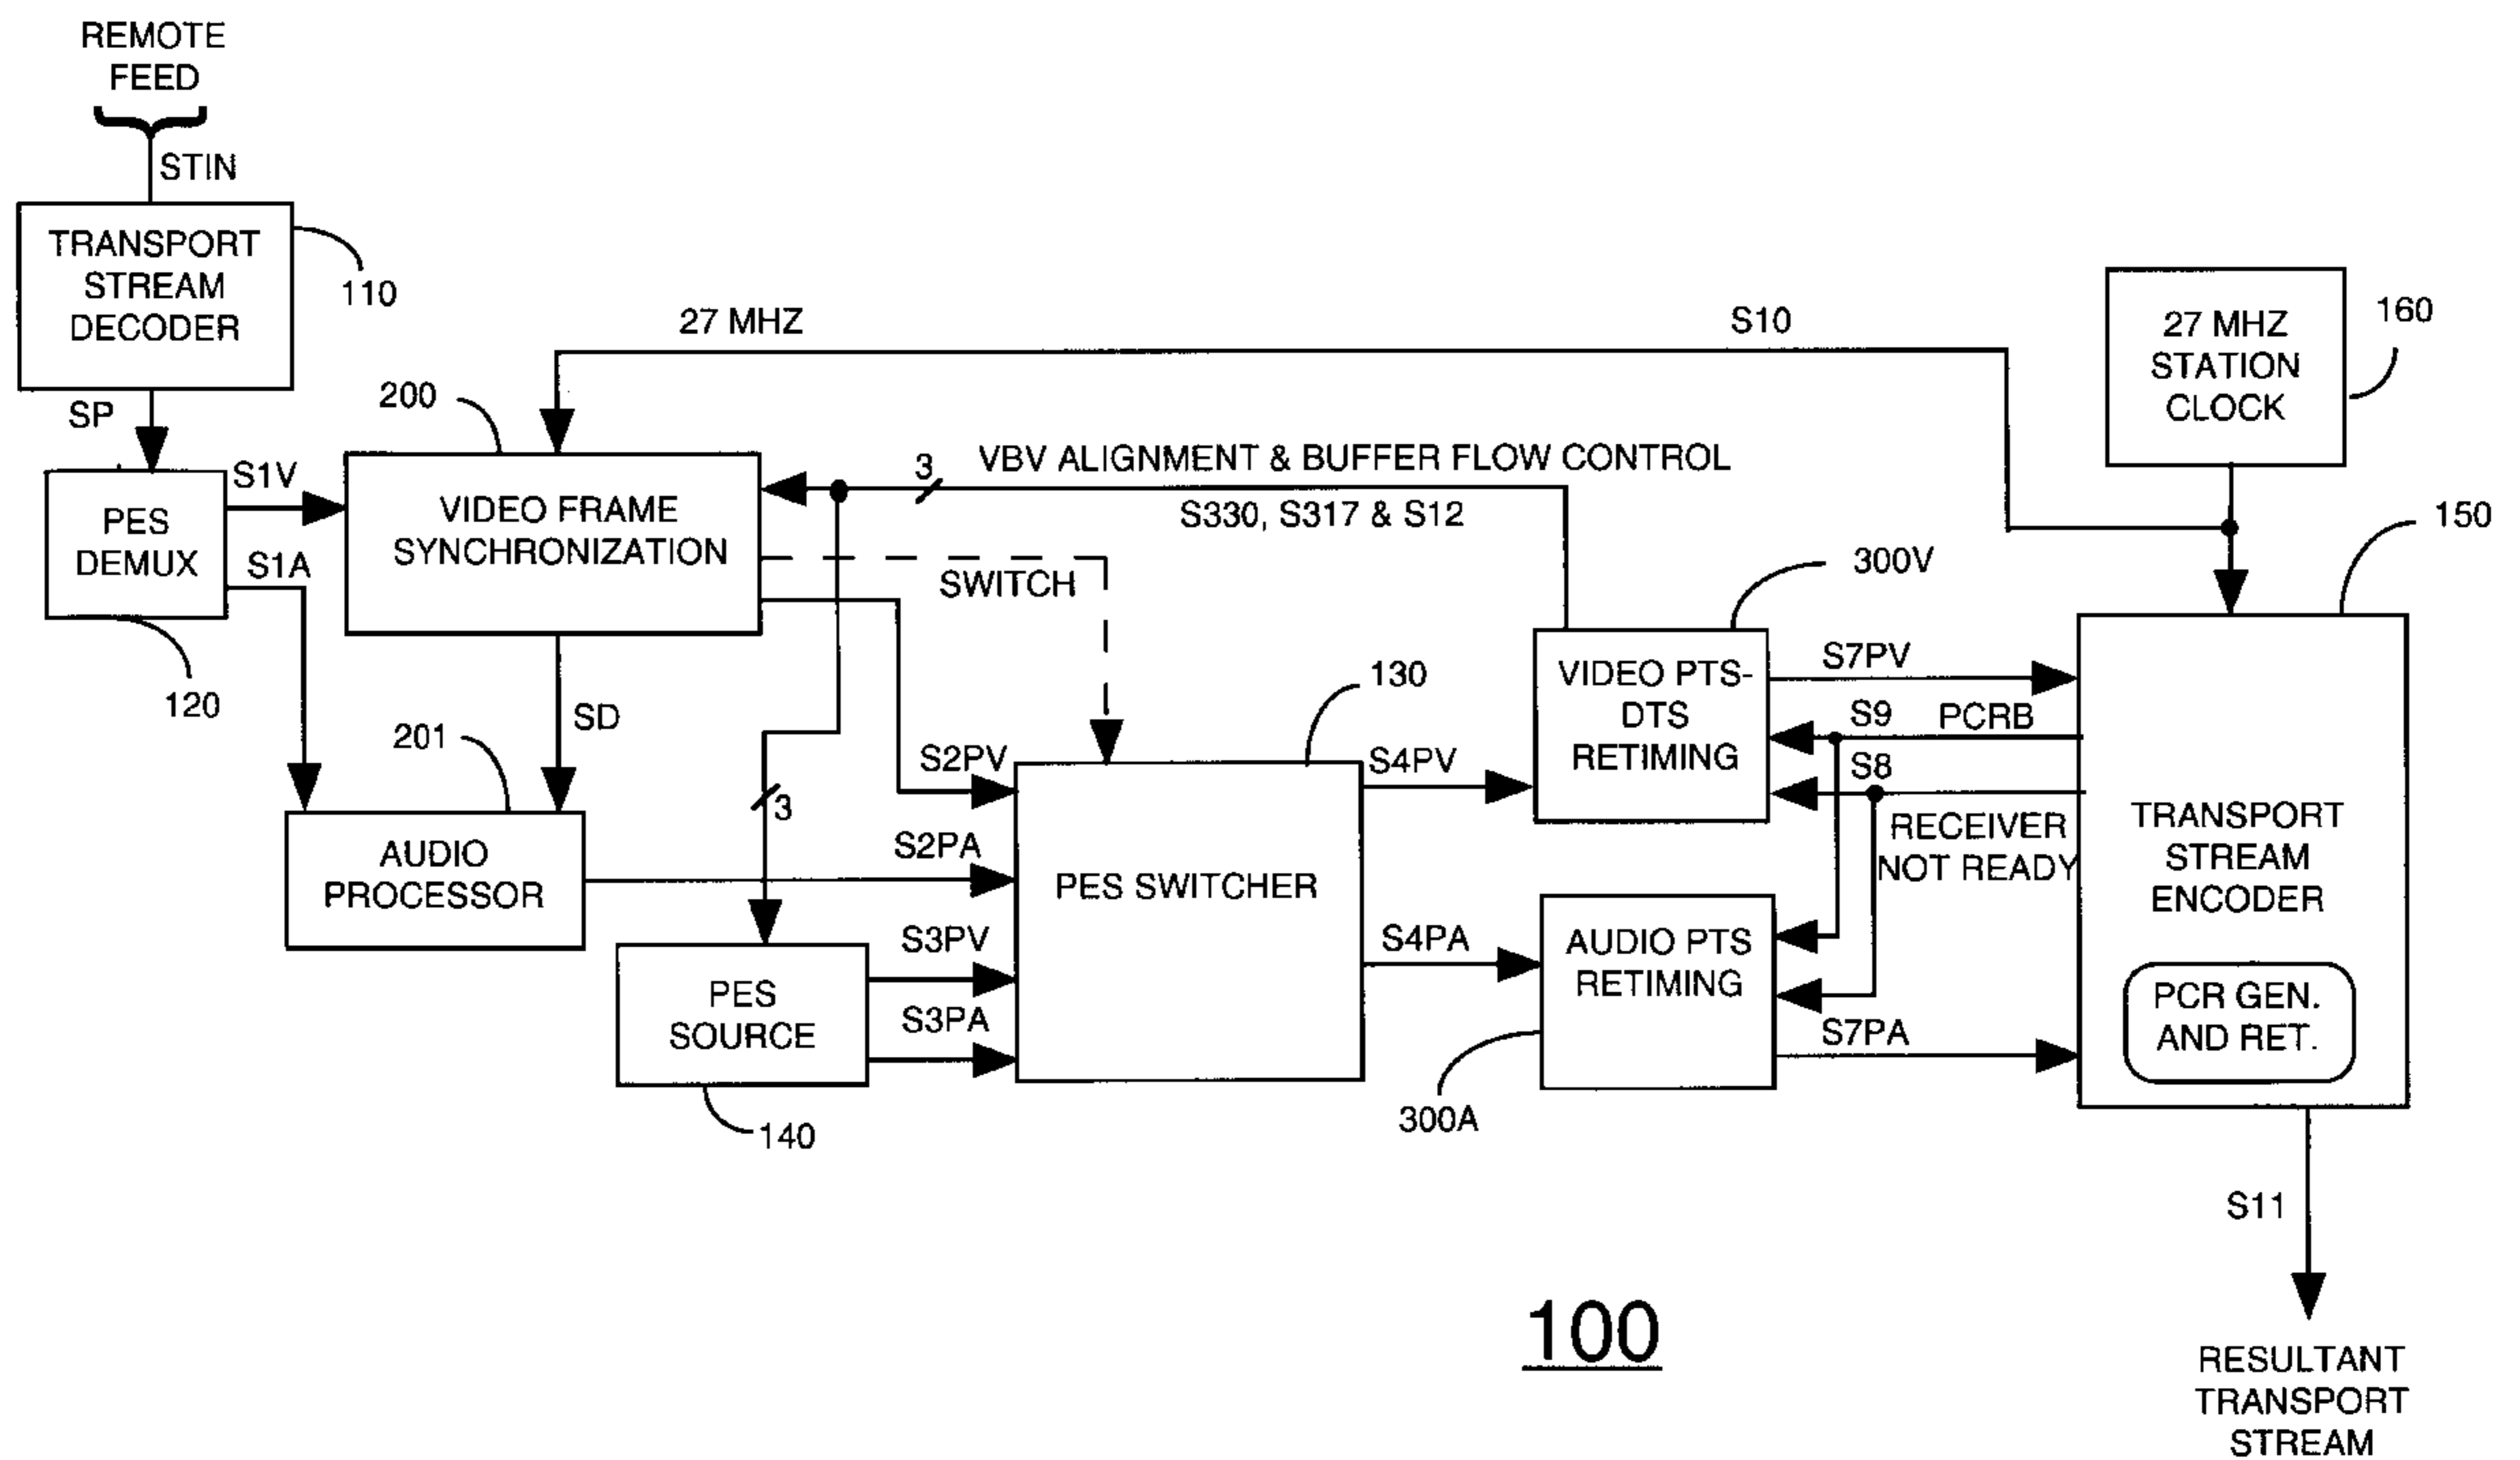 REMOTE
FEED
STIN
TRANSPORT
STREAM
DECODER
110
SP
27 MHZ
S10
27 MHZ
STATION
CLOCK
160
200
S1V
PES
DEMUX
S1A
120
VIDEO FRAME
SYNCHRONIZATION
3
VBV ALIGNMENT & BUFFER FLOW CONTROL
S330, S317 & S12
SWITCH
150
300V
SD
201
AUDIO
PROCESSOR
3
S2PV
S2PA
S3PV
S3PA
PES
SOURCE
140
130
PES SWITCHER
S4PV
S4PA
VIDEO PTS-
DTS
RETIMING
S7PV
S9 PCRB
S8
RECEIVER
NOT READY
AUDIO PTS
RETIMING
S7PA
300A
TRANSPORT
STREAM
ENCODER
PCR GEN.
AND RET.
S11
100
RESULTANT
TRANSPORT
STREAM